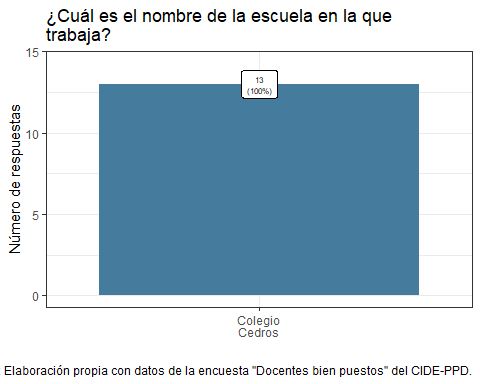 ¿Cuál es el nombre de la escuela en la que
trabaja?
Número de respuestas
15
10
5
0
13
(100%)
Colegio
Cedros
Elaboración propia con datos de la encuesta "Docentes bien puestos" del CIDE-PPD.